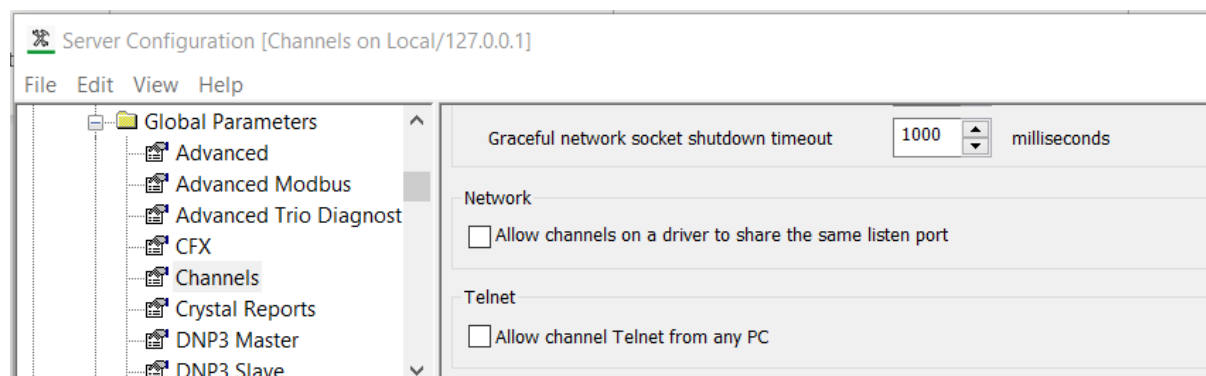 Server Configuration [Channels on Local/127.0.0.1]
File Edit View Help
Global Parameters
Advanced
Advanced Modbus
Advanced Trio Diagnost
CFX
Channels
Crystal Reports
DNP3 Master
DNP3 Slave
Graceful network socket shutdown timeout 1000 milliseconds
Network
Allow channels on a driver to share the same listen port
Telnet
Allow channel Telnet from any PC